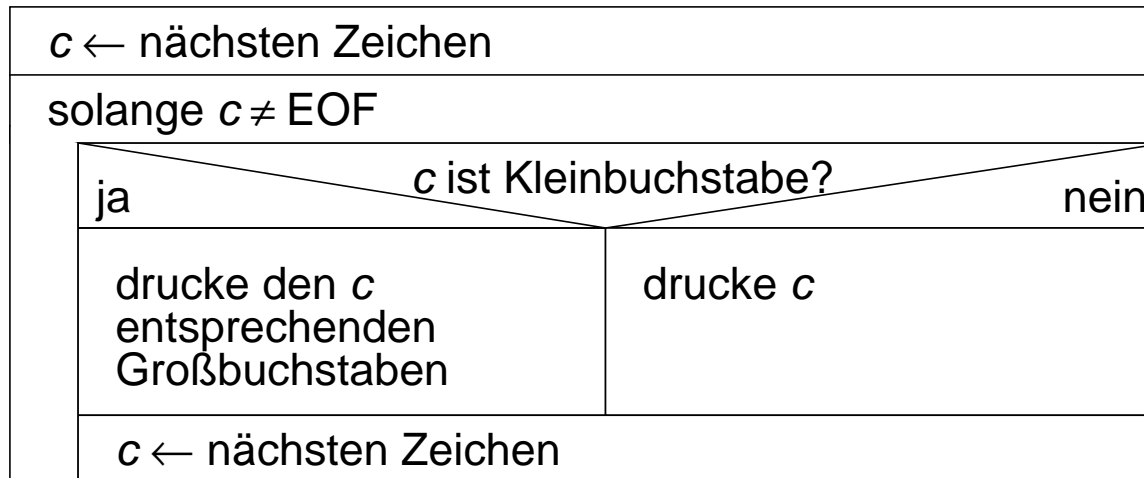 c ← nächsten Zeichen
solange c ≠ EOF
c ist Kleinbuchstabe?
ja
nein
drucke den c
entsprechenden
Großbuchstaben
drucke c
c ← nächsten Zeichen